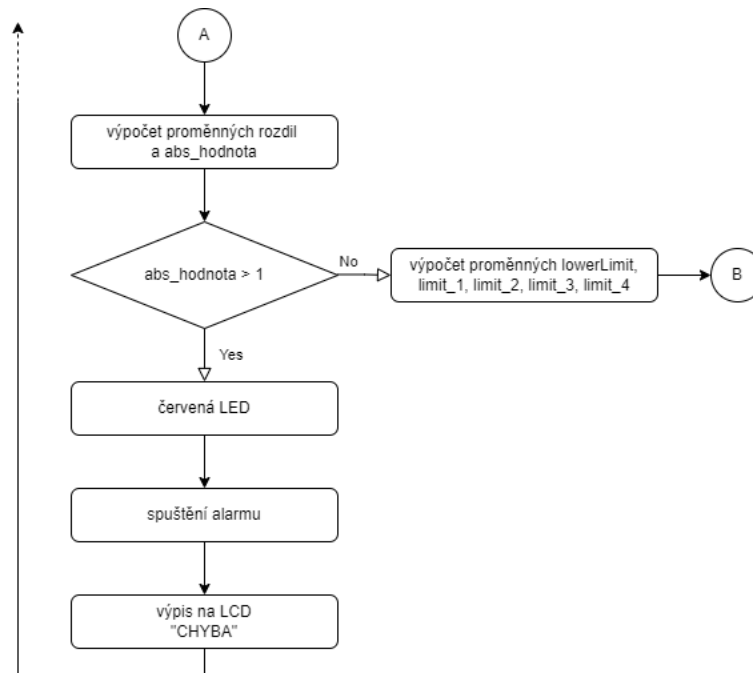 A
výpočet proměnných rozdil
a abs_hodnota
abs_hodnota > 1
No
výpočet proměnných lowerLimit,
limit_1, limit_2, limit_3, limit_4
B
Yes
červená LED
spuštění alarmu
výpis na LCD
"CHYBA"